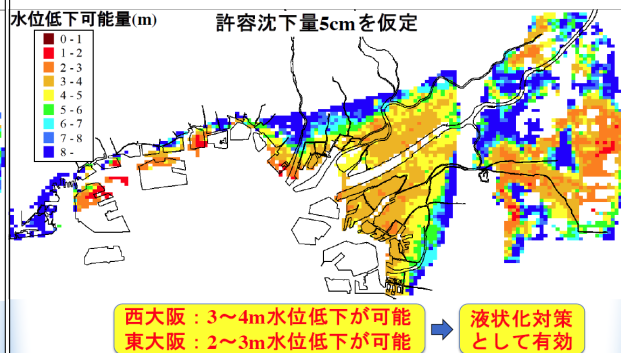 水位低下可能量(m)
許容沈下量5cmを仮定
0 - 1
1 - 2
2 - 3
3 - 4
4 - 5
5 - 6
6 - 7
7 - 8
8 -
西大阪：3～4m水位低下が可能
東大阪：2～3m水位低下が可能
液状化対策
として有効